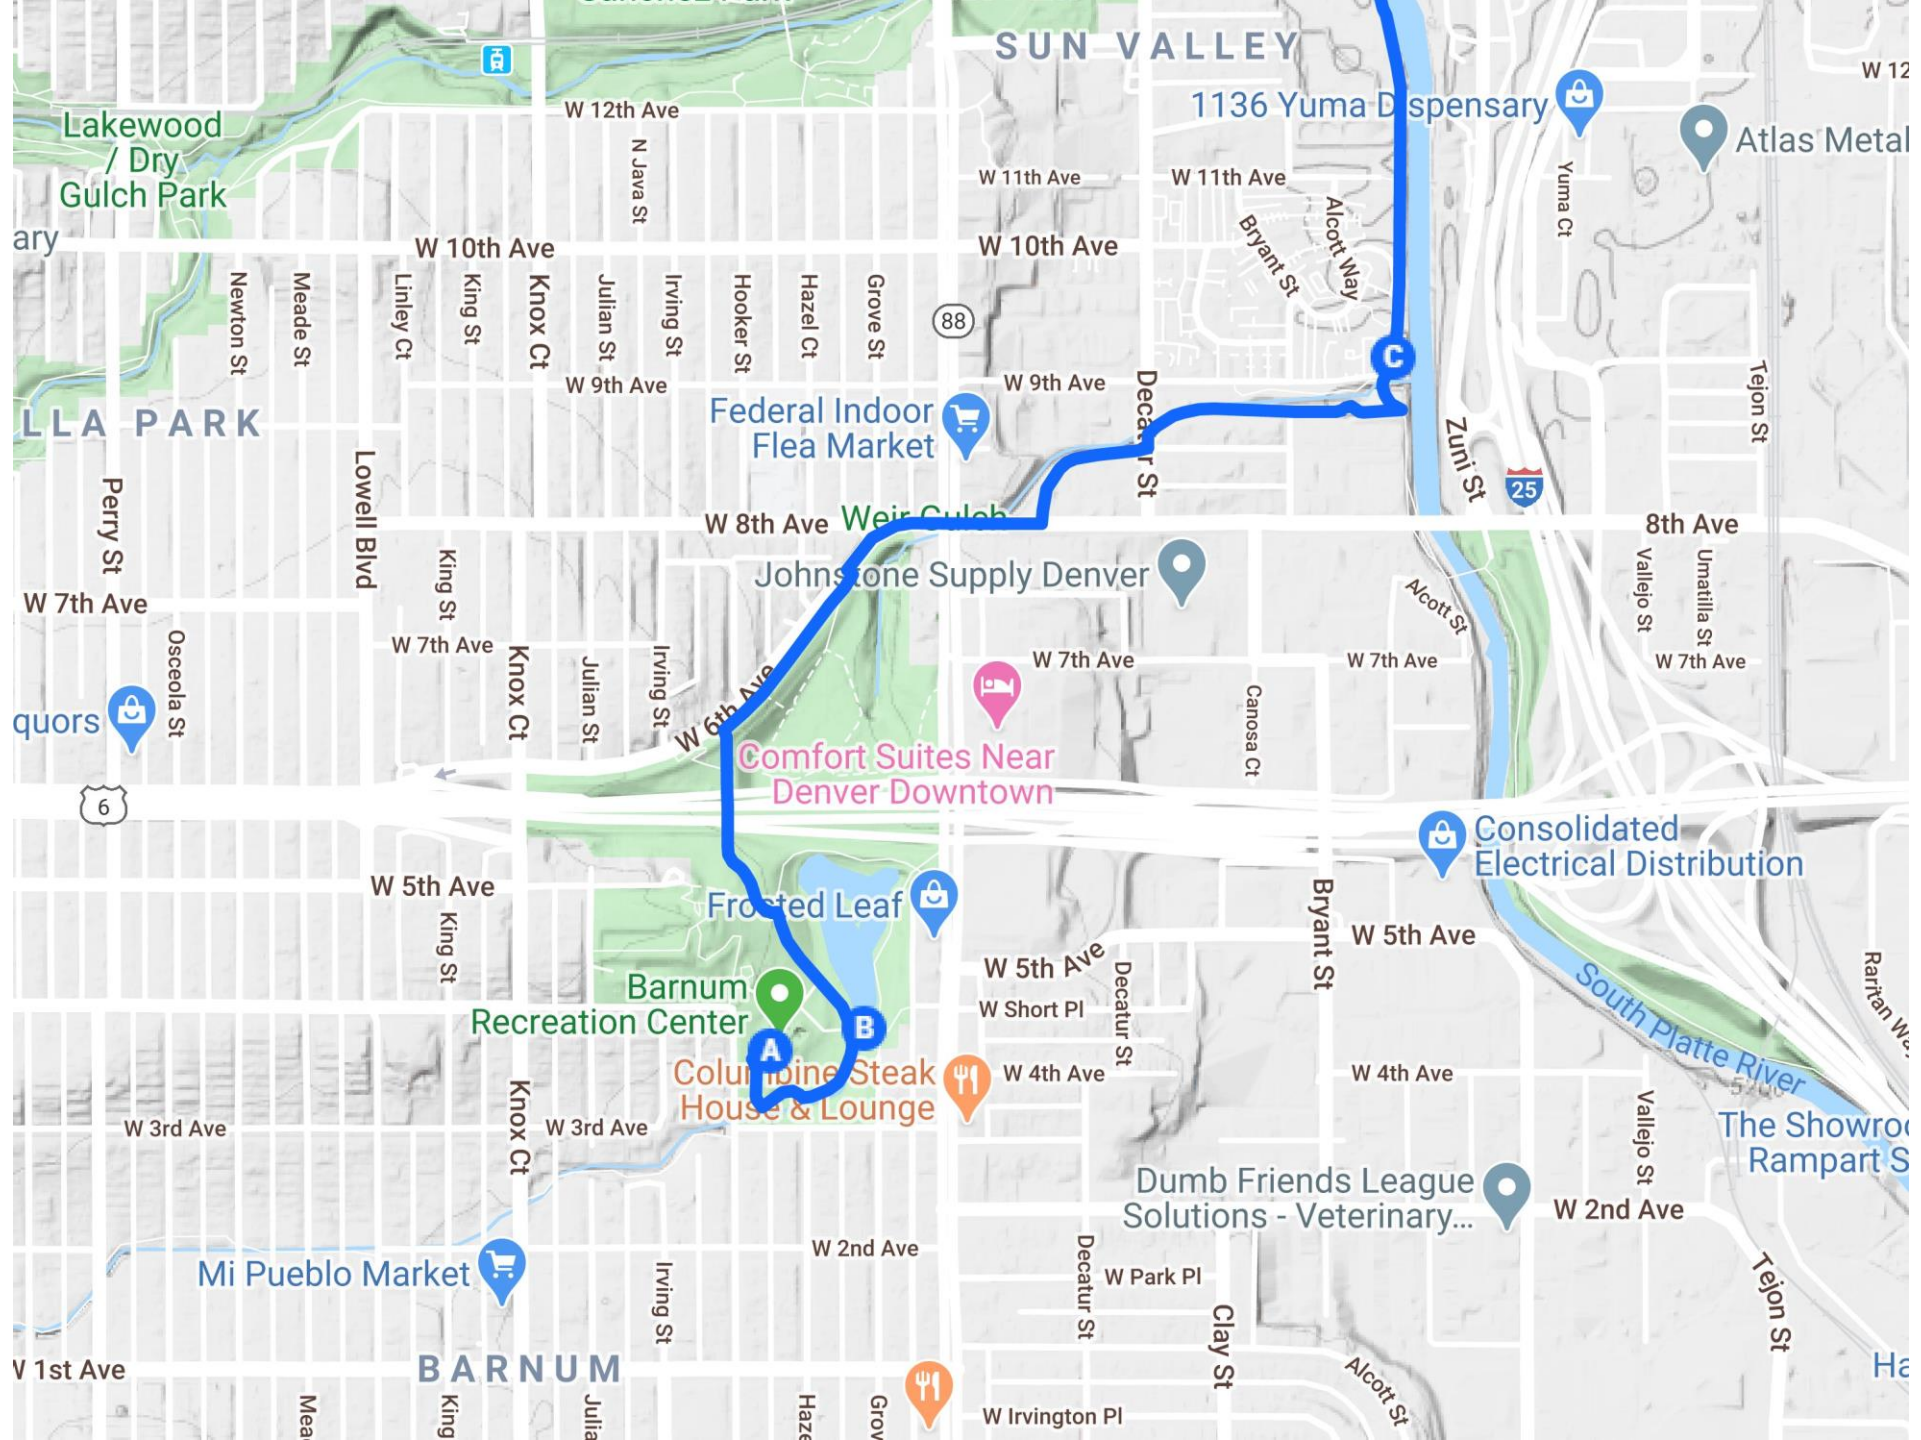 SUN VALLEY
W 12
W 12th Ave
1136 Yuma Dispensary
Lakewood
/ Dry
Gulch Park
N Java St
Atlas Metal
W 11th Ave
W 11th Ave
Yuma Ct
Alcott Way
Bryant St
ary
W 10th Ave
W 10th Ave
Newton St
Meade St
Linley Ct
King St
Knox Ct
Julian St
Irving St
Hooker St
Hazel Ct
Grove St
88
C
W 9th Ave
W 9th Ave
Decatur St
Tejon St
LLA PARK
Federal Indoor
Flea Market
Zuni St
25
Perry St
Lowell Blvd
W 8th Ave
Weir Gulch
8th Ave
King St
Johnstone Supply Denver
Alcott St
Vallejo St
Umatilla St
W 7th Ave
Osceola St
W 7th Ave
Knox Ct
Julian St
Irving St
W 7th Ave
W 7th Ave
W 7th Ave
Canosa Ct
quors
W 6th Ave
Comfort Suites Near
Denver Downtown
6
Consolidated
Electrical Distribution
W 5th Ave
King St
Frosted Leaf
Bryant St
W 5th Ave
W 5th Ave
Decatur St
South Platte River
Raritan Way
Barnum
Recreation Center
W Short Pl
A
B
Columbine Steak
House & Lounge
W 4th Ave
W 4th Ave
Knox Ct
Vallejo St
W 3rd Ave
W 3rd Ave
The Showroo
Rampart S
Dumb Friends League
Solutions - Veterinary...
W 2nd Ave
W 2nd Ave
Mi Pueblo Market
Irving St
Decatur St
W Park Pl
Clay St
Tejon St
W 1st Ave
BARNUM
Alcott St
Ha
Mea
King
Julia
Haze
Grov
W Irvington Pl